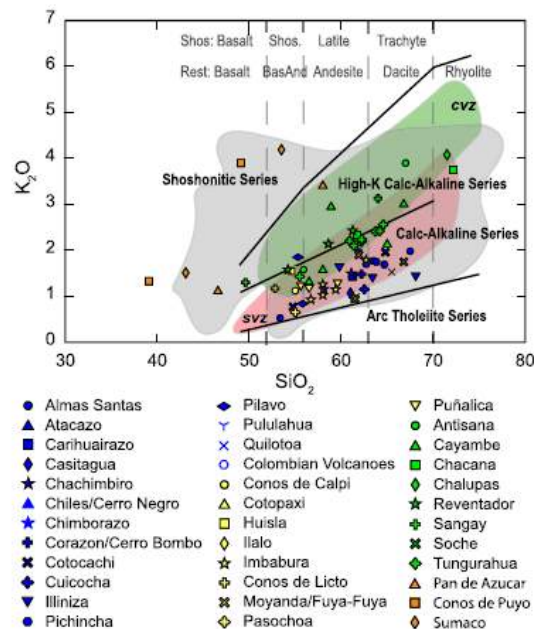 Shos: Basalt Shos. Latite Trachyte
Rest: Basalt BasAnd Andesite Dacite Rhyolite
6
cvz
5
4
Shoshonitic Series High-K Calc-Alkaline Series
K2O
3
Calc-Alkaline Series
2
1
svz Arc Tholeiite Series
0
30 40 50 60 70 80
SiO2
Almas Santas Pilavo Puñalica
Atacazo Pululahua Antisana
Carihuairazo Quilotoa Cayambe
Casitagua Colombian Volcanoes Chacana
Chachimbiro Conos de Calpi Chalupas
Chiles/Cerro Negro Cotopaxi Reventador
Chimborazo Huisla Sangay
Corazon/Cerro Bombo Ilalo Soche
Cotocachi Imbabura Tungurahua
Cuicocha Conos de Licto Pan de Azucar
Illiniza Moyanda/Fuya-Fuya Conos de Puyo
Pichincha Pasochoa Sumaco